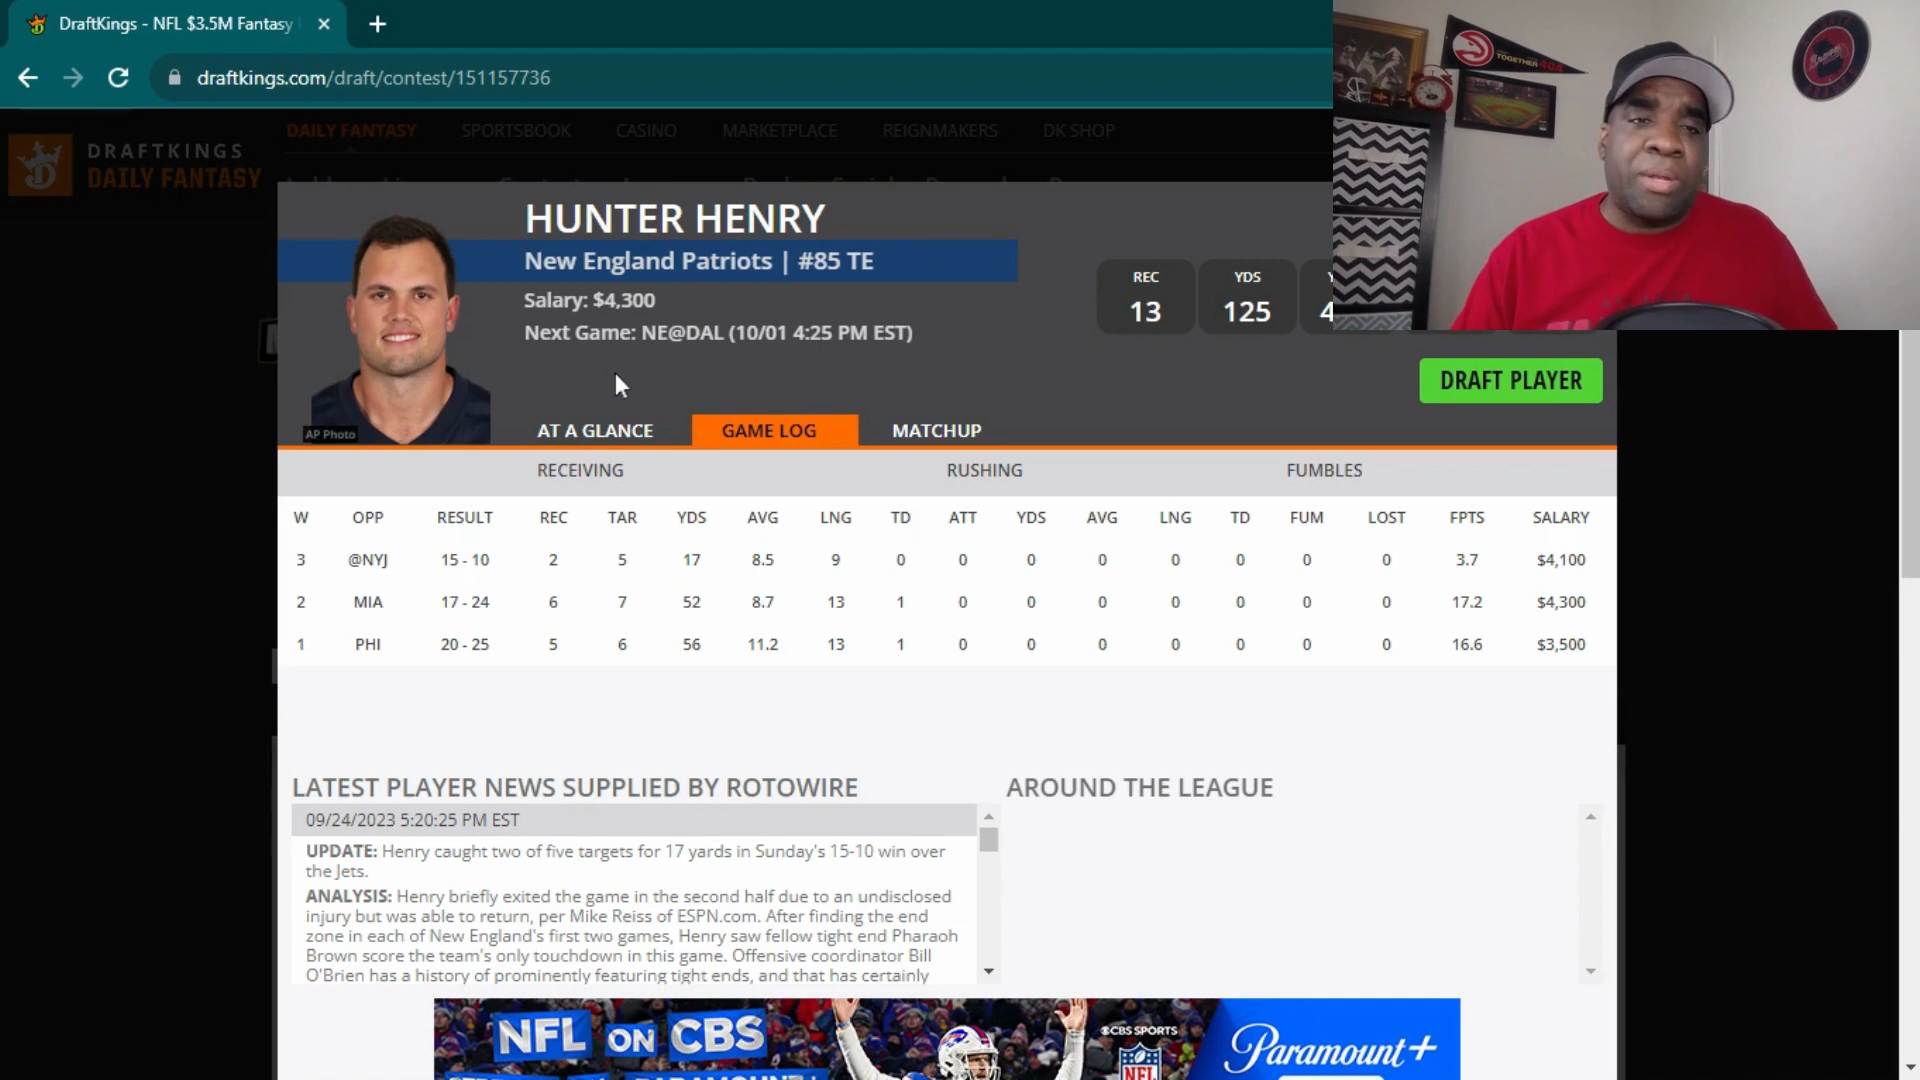 DraftKings - NFL $3.5M Fantasy
draftkings.com/draft/contest/151157736
DAILY FANTASY SPORTSBOOK CASINO MARKETPLACE REIGNMAKERS DK SHOP
DRAFTKINGS
DAILY FANTASY
TOGETHER 404
HUNTER HENRY
New England Patriots | #85 TE
Salary: $4,300
Next Game: NE@DAL (10/01 4:25 PM EST)
REC YDS
13 125 4
DRAFT PLAYER
AP Photo
AT A GLANCE GAME LOG MATCHUP
RECEIVING RUSHING FUMBLES
W OPP RESULT REC TAR YDS AVG LNG TD ATT YDS AVG LNG TD FUM LOST FPTS SALARY
3 @NYJ 15 - 10 2 5 17 8.5 9 0 0 0 0 0 0 0 0 3.7 $4,100
2 MIA 17 - 24 6 7 52 8.7 13 1 0 0 0 0 0 0 0 17.2 $4,300
1 PHI 20 - 25 5 6 56 11.2 13 1 0 0 0 0 0 0 0 16.6 $3,500
LATEST PLAYER NEWS SUPPLIED BY ROTOWIRE
09/24/2023 5:20:25 PM EST
UPDATE: Henry caught two of five targets for 17 yards in Sunday's 15-10 win over
the Jets.
ANALYSIS: Henry briefly exited the game in the second half due to an undisclosed
injury but was able to return, per Mike Reiss of ESPN.com. After finding the end
zone in each of New England's first two games, Henry saw fellow tight end Pharaoh
Brown score the team's only touchdown in this game. Offensive coordinator Bill
O'Brien has a history of prominently featuring tight ends, and that has certainly
AROUND THE LEAGUE
NFL ON CBS
CBS SPORTS
NFL
Paramount+